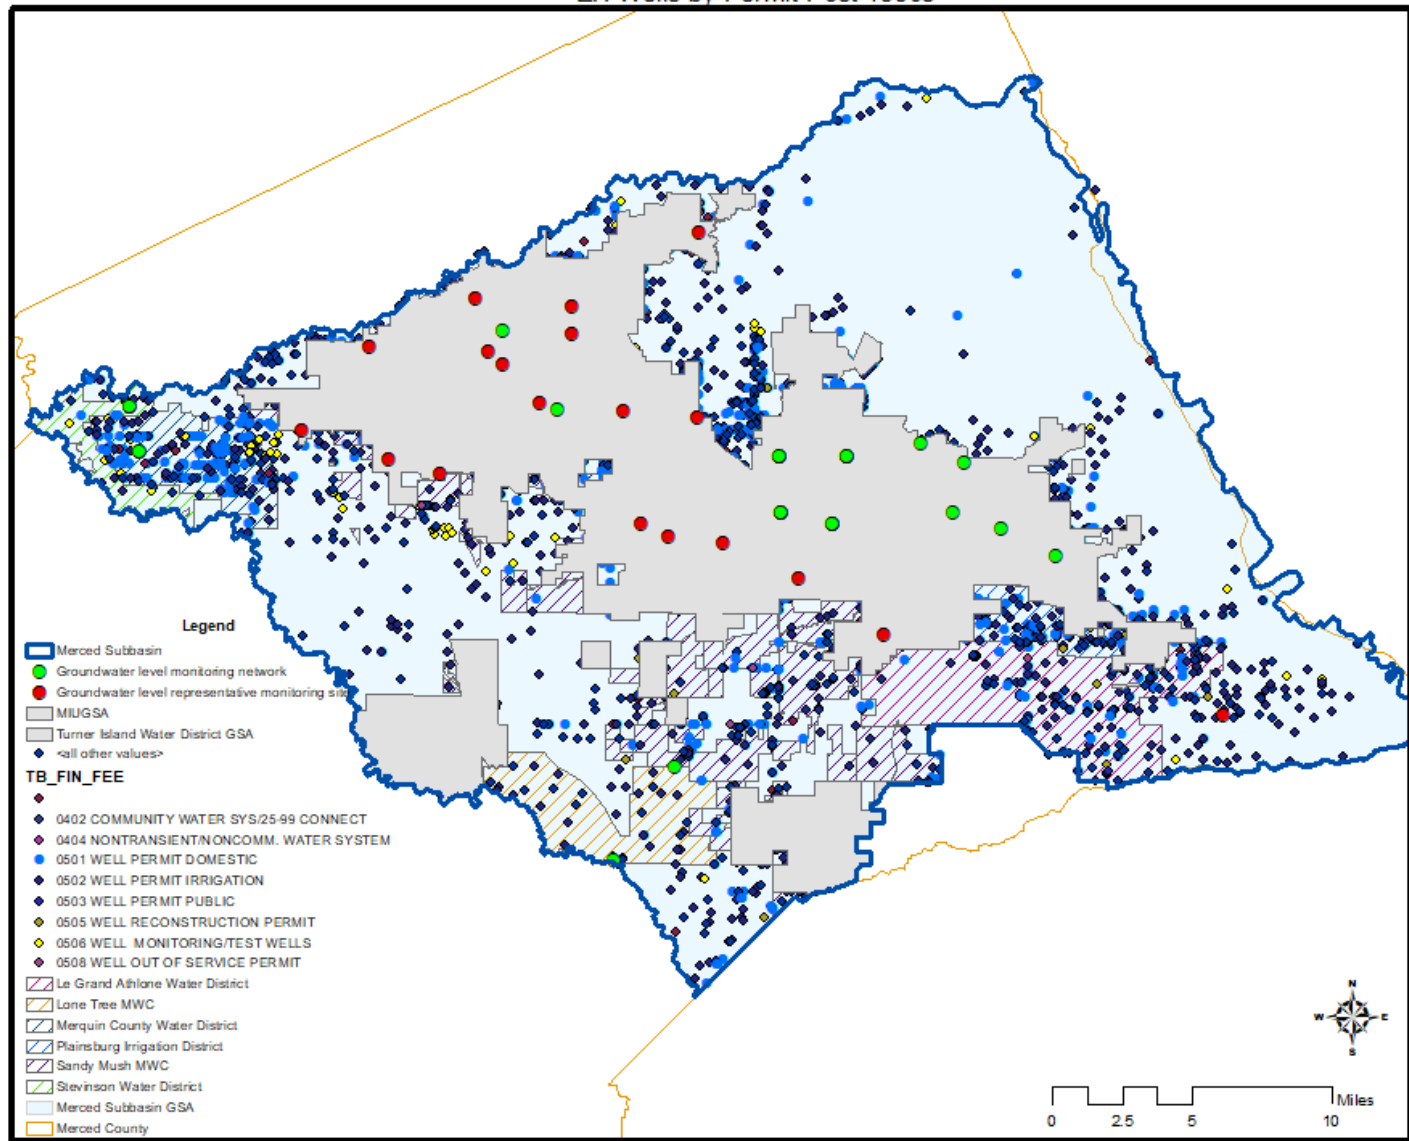 Legend
Merced Subbasin
Groundwater level monitoring network
Groundwater level representative monitoring site
MIUGSA
Turner Island Water District GSA
<all other values>
TB_FIN_FEE
0402 COMMUNITY WATER SYS/25-99 CONNECT
0404 NONTRANSIENT/NONCOMM. WATER SYSTEM
0501 WELL PERMIT DOMESTIC
0502 WELL PERMIT IRRIGATION
0503 WELL PERMIT PUBLIC
0505 WELL RECONSTRUCTION PERMIT
0506 WELL MONITORING/TEST WELLS
0508 WELL OUT OF SERVICE PERMIT
Le Grand Athlone Water District
Lone Tree MWC
Merquin County Water District
Plainsburg Irrigation District
Sandy Mush MWC
Stevinson Water District
Merced Subbasin GSA
Merced County
N
W E
S
Miles
0 2.5 5 10